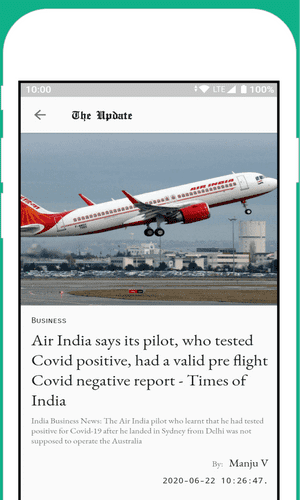 10:00 LTE 100%
The Update
AIR INDIA
AIR INDIA
Business
Air India says its pilot, who tested
Covid positive, had a valid pre flight
Covid negative report - Times of
India
India Business News: The Air India pilot who learnt that he had tested
positive for Covid-19 after he landed in Sydney from Delhi was not
supposed to operate the Australia
By: Manju V
2020-06-22 10:26:47.